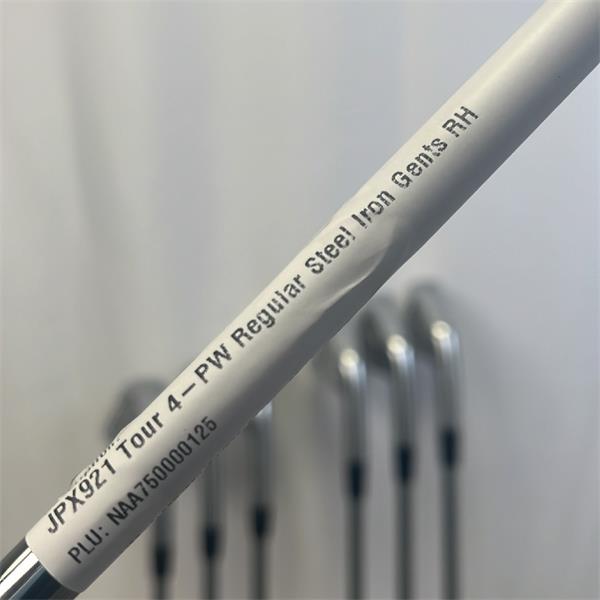 JPX921 Tour 4-PW Regular Steel Iron Gents RH
PLU: NAA750000125